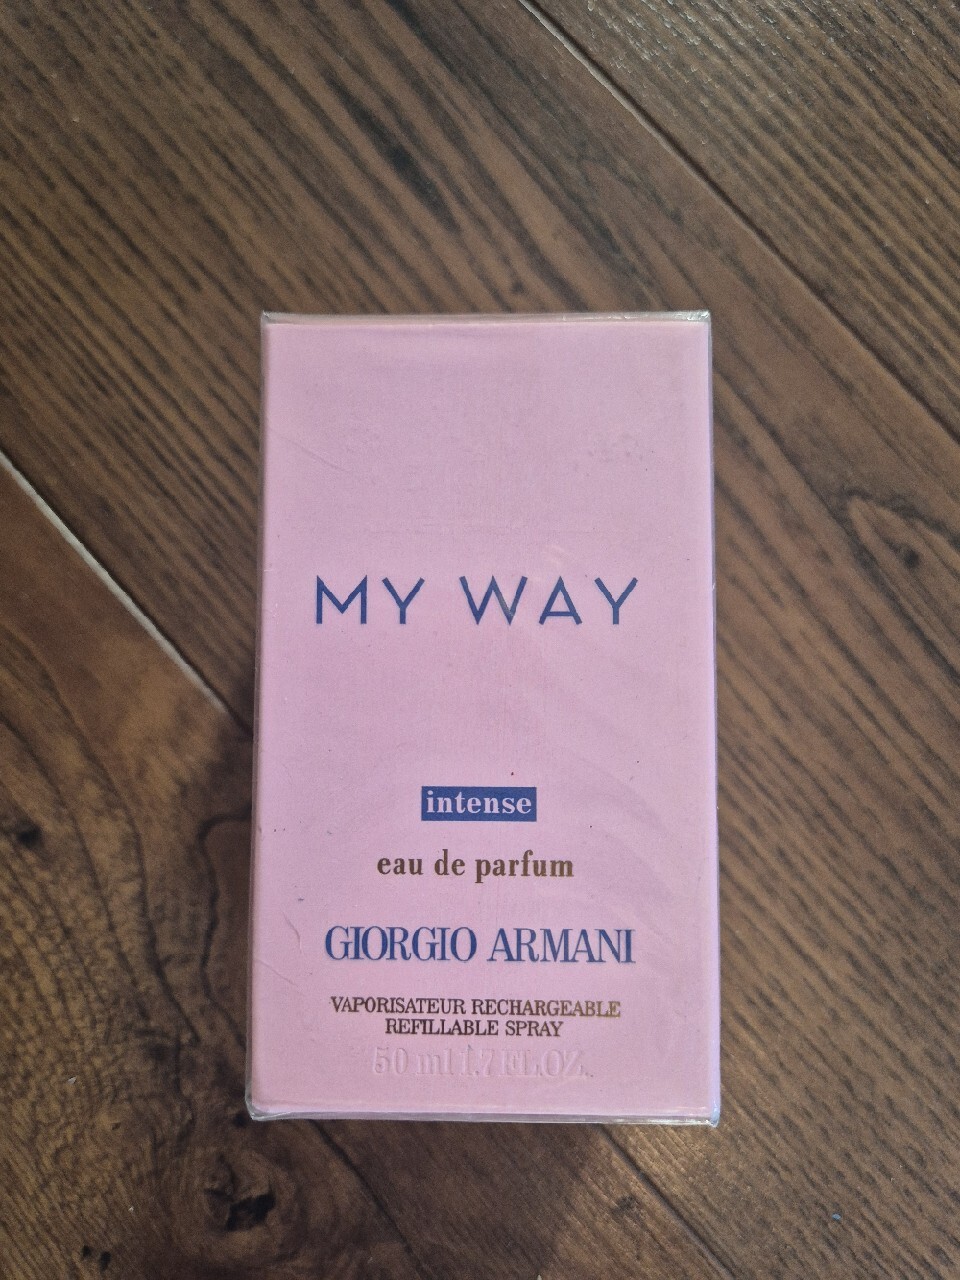 MY WAY
intense
eau de parfum
GIORGIO ARMANI
VAPORISATEUR RECHARGEABLE
REFILLABLE SPRAY
50 ml 1.7 FL.OZ.